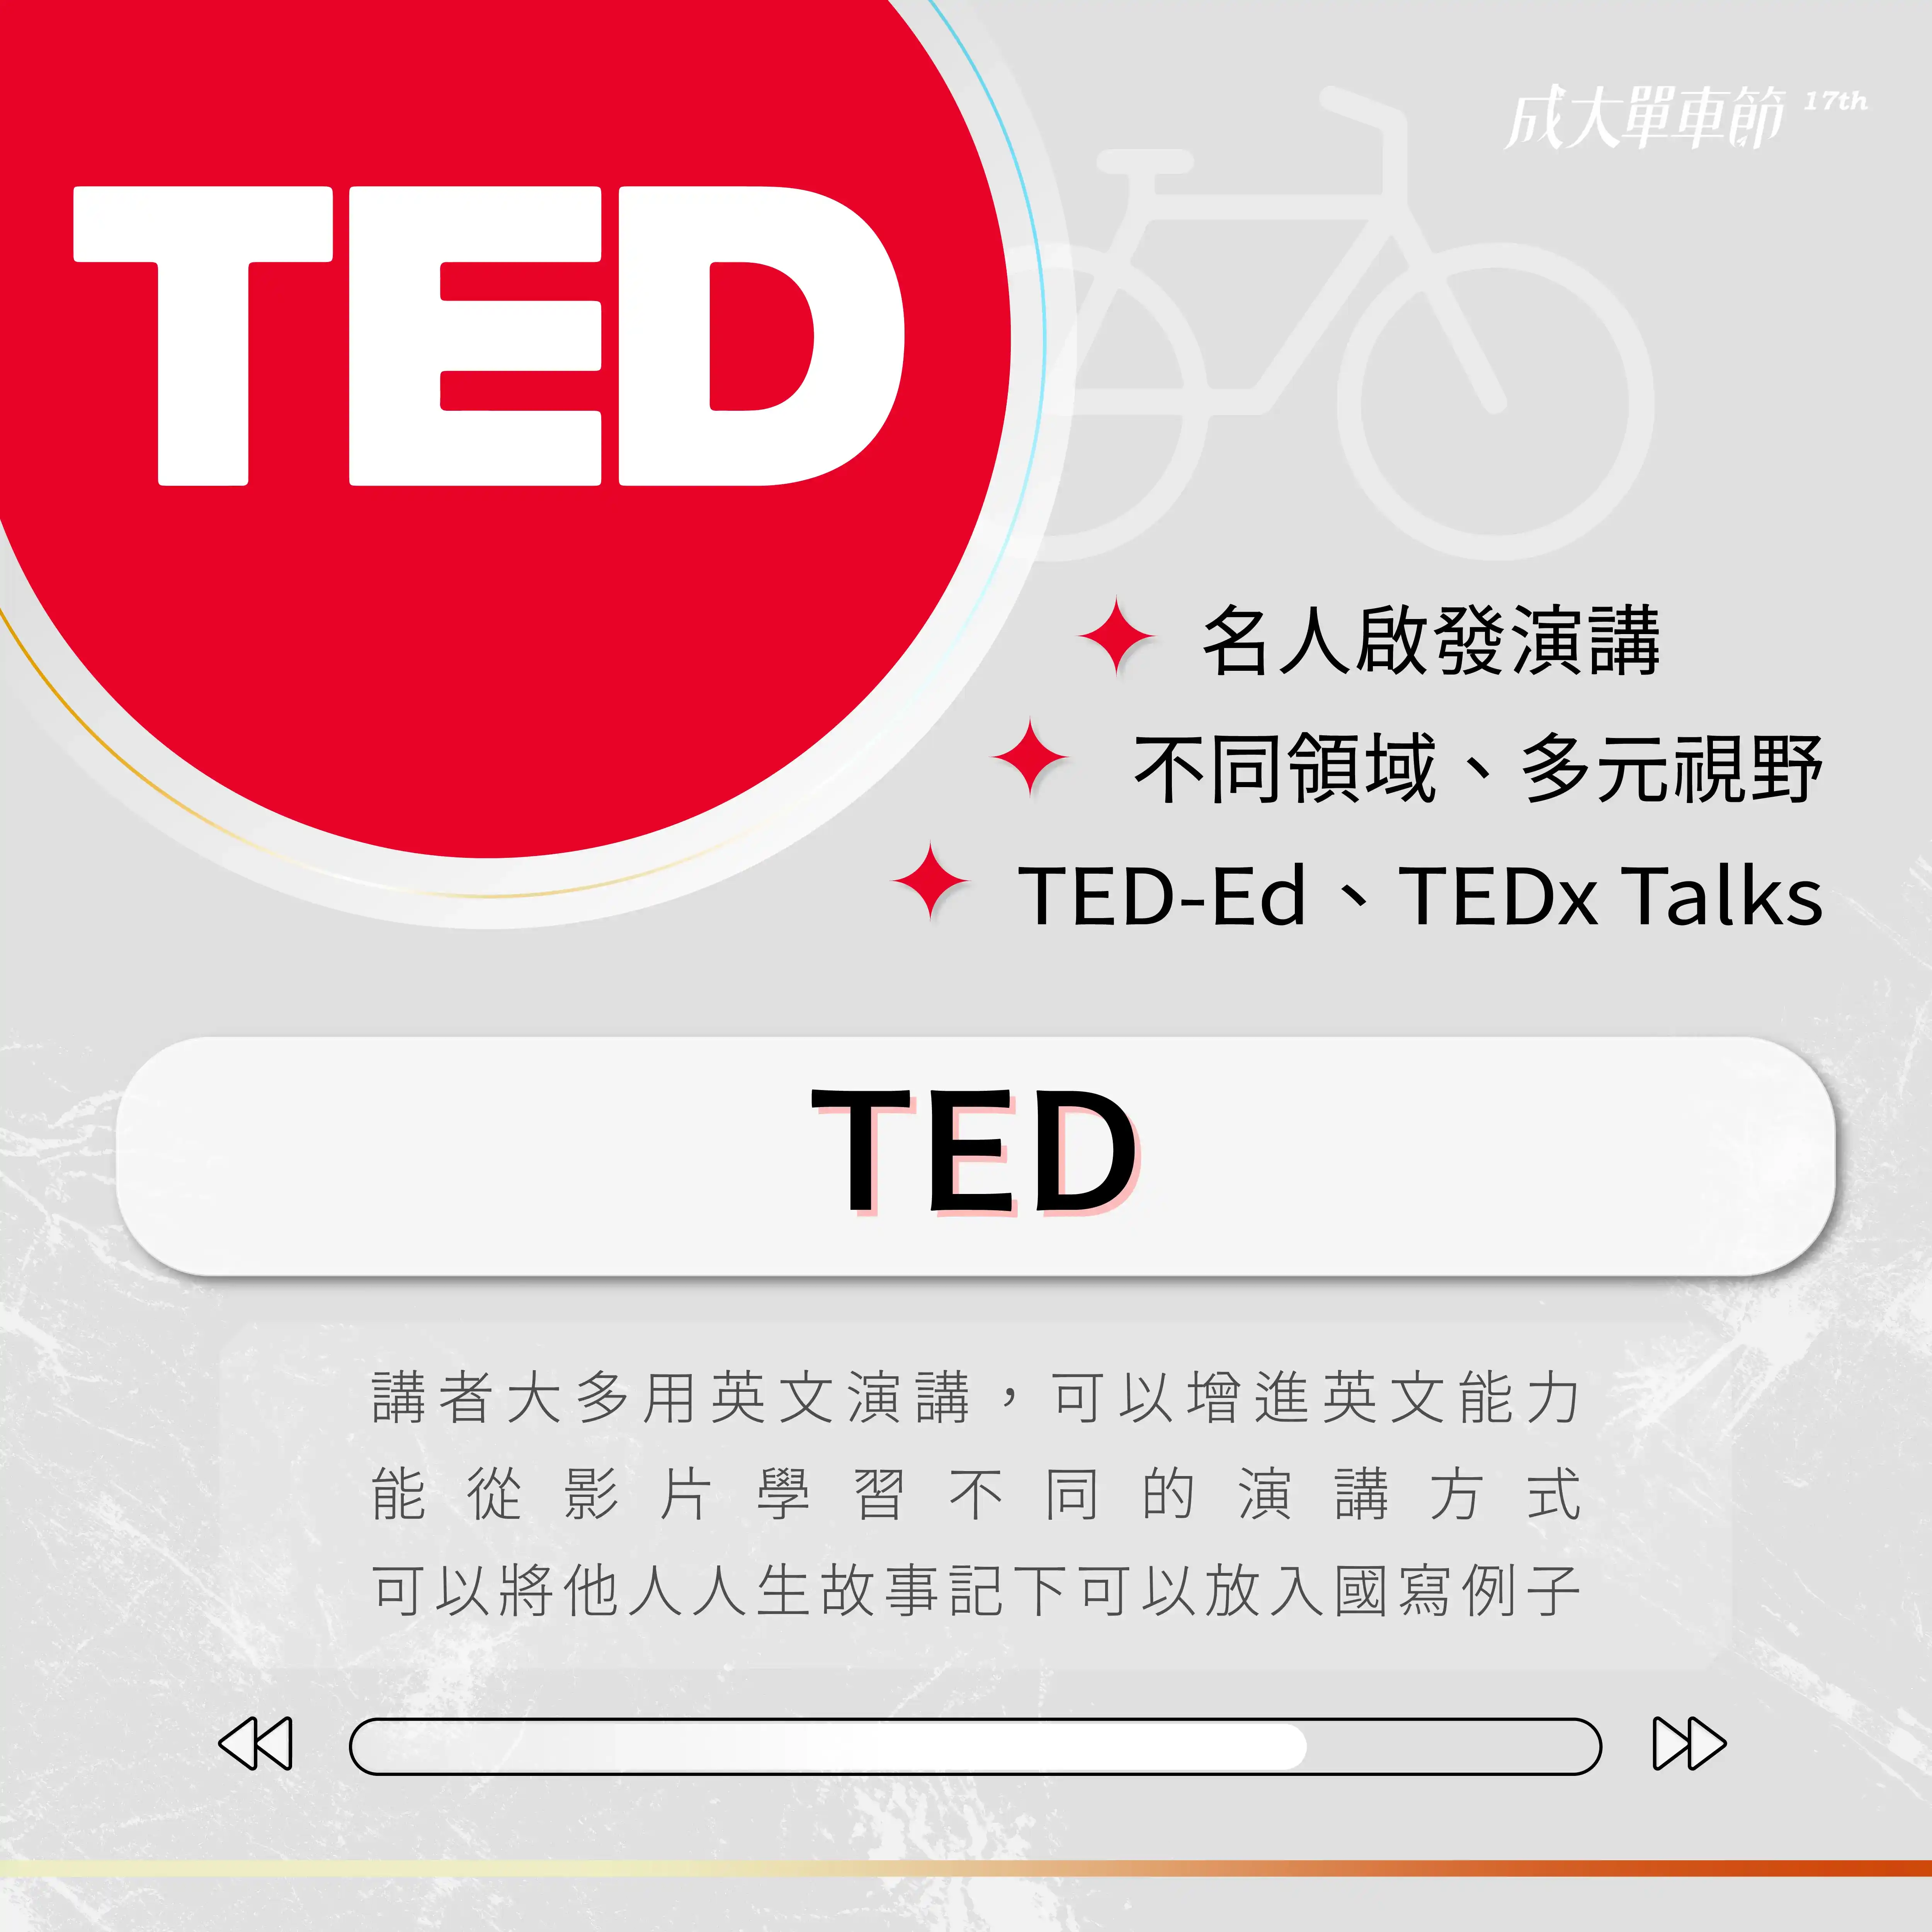 TED
成大單車節 17th
名人啟發演講
不同領域、多元視野
TED-Ed、TEDx Talks
TED
講者大多用英文演講，可以增進英文能力
能從影片學習不同的演講方式
可以將他人人生故事記下可以放入國寫例子